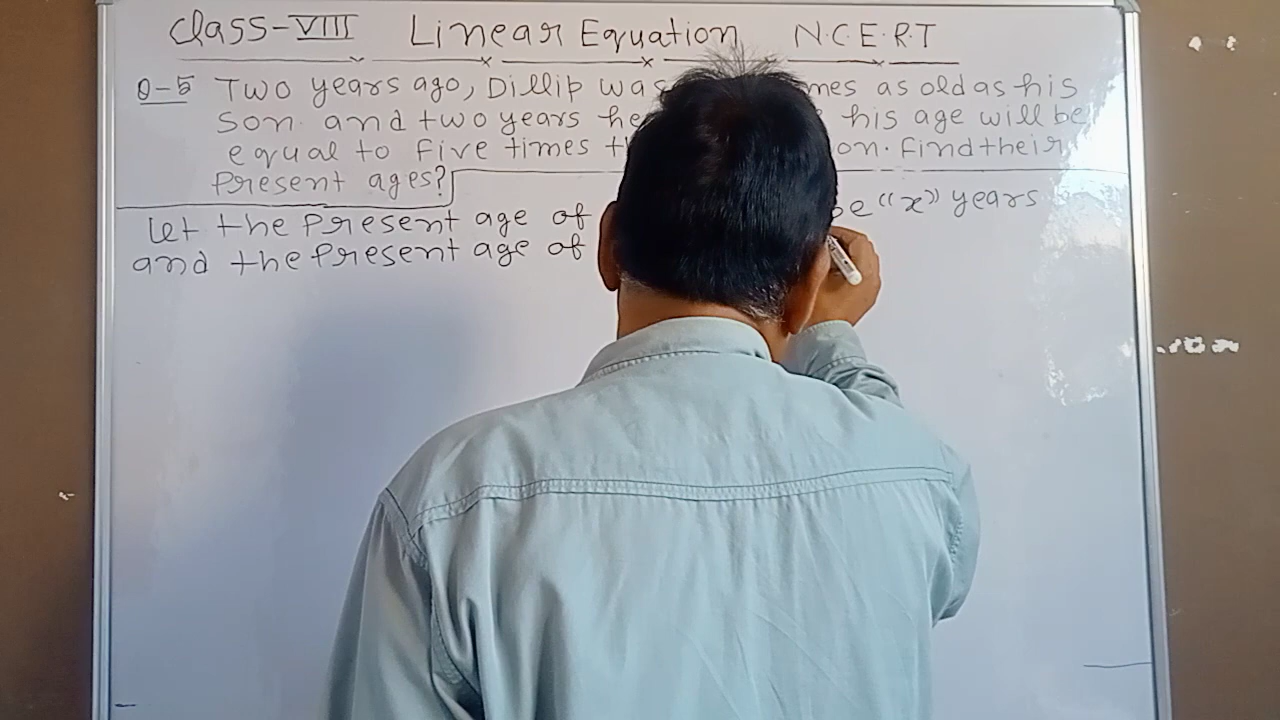 Class-VIII Linear Equation N.C.E.R.T
Q-5 Two years ago, Dillip was mes as old as his
son. and two years he his age will be
equal to five times t on. Find their
Present ages?
Let the Present age of be "x" years
and the Present age of